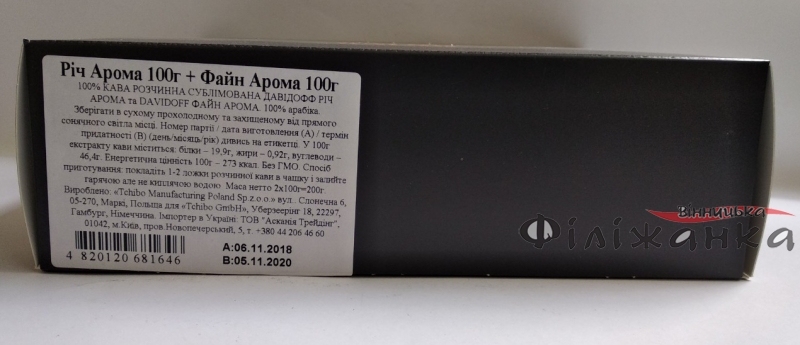 Річ Арома 100г + Файн Арома 100г
100% КАВА РОЗЧИННА СУБЛІМОВАНА ДАВІДОФФ РІЧ
АРОМА та DAVIDOFF ФАЙН АРОМА. 100% арабіка.
Зберігати в сухому прохолодному та захищеному від прямого
сонячного світла місці. Номер партії / дата виготовлення (А) / термін
придатності (В) (день/місяць/рік) дивись на етикетці. У 100г
екстракту кави міститься: білки – 19,9г, жири – 0,92г, вуглеводи –
46,4г. Енергетична цінність 100г – 273 ккал. Без ГМО. Спосіб
приготування: покладіть 1-2 ложки розчинної кави в чашку і залийте
гарячою але не киплячою водою. Маса нетто 2x100г=200г.
Вироблено: «Tchibo Manufacturing Poland Sp.z.o.o.» вул. Слонечна 6,
05-270, Маркі, Польща для «Tchibo GmbH», Уберзеерінг 18, 22297,
Гамбург, Німеччина. Імпортер в Україні: ТОВ "Асканія Трейдінг",
01042, м.Київ, пров.Новопечерський, 5, т. +380 44 206 46 60
A:06.11.2018
B:05.11.2020
4 820120 681646
Вінницька
Філіжанка